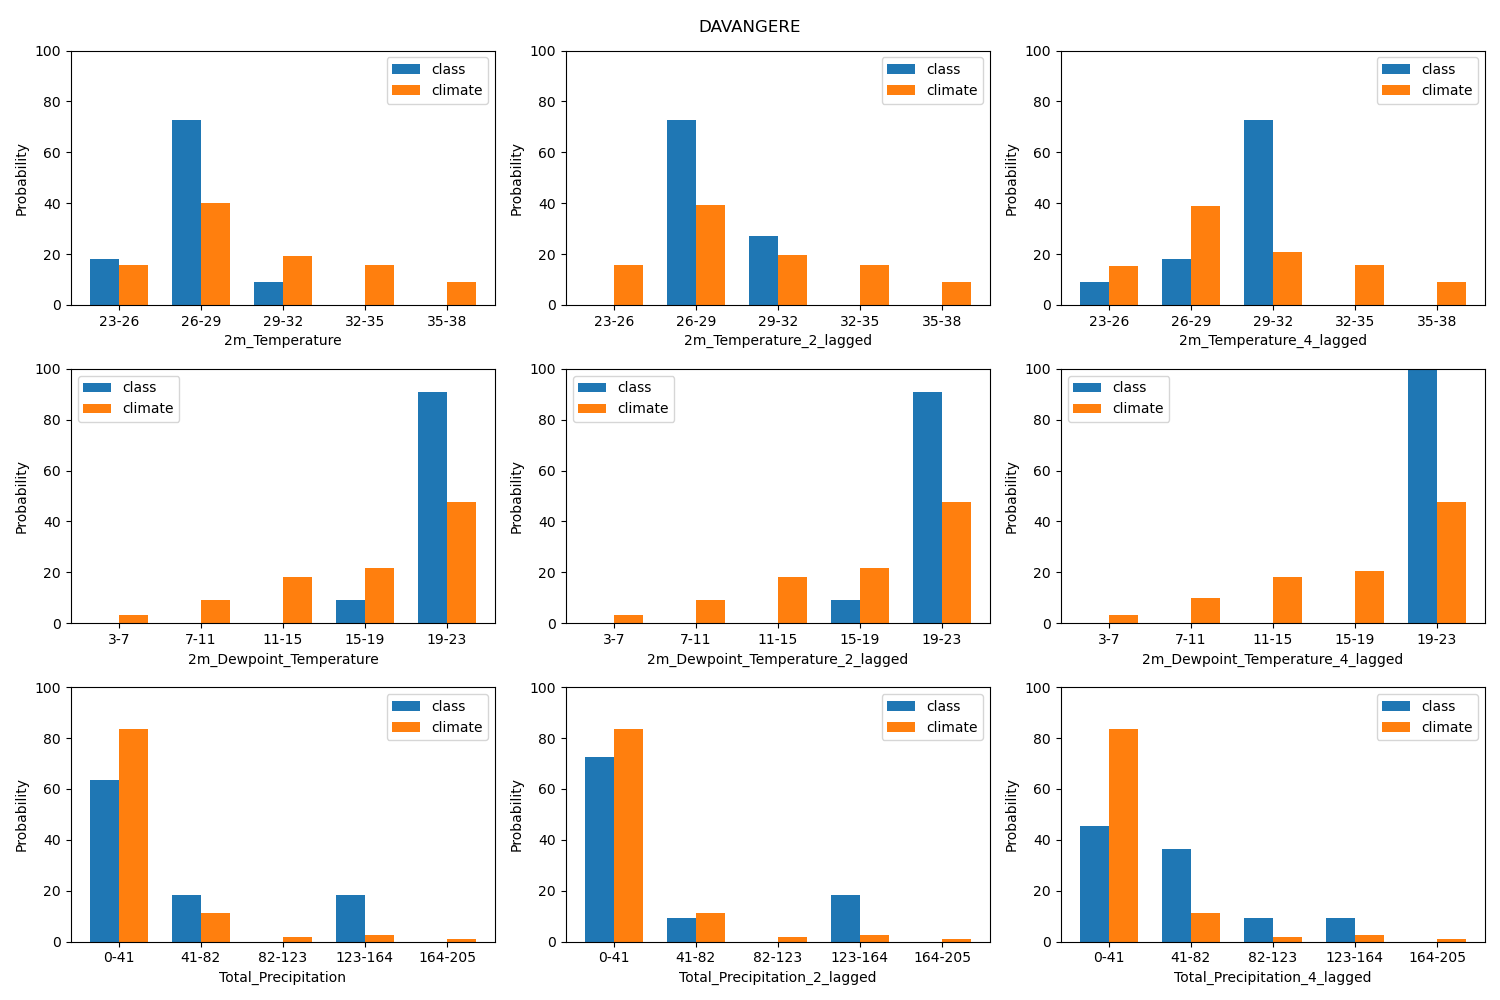 DAVANGERE
100
80
60
40
20
0
Probability
class
climate
23-26 26-29 29-32 32-35 35-38
2m_Temperature
100
80
60
40
20
0
Probability
class
climate
23-26 26-29 29-32 32-35 35-38
2m_Temperature_2_lagged
100
80
60
40
20
0
Probability
class
climate
23-26 26-29 29-32 32-35 35-38
2m_Temperature_4_lagged
100
80
60
40
20
0
Probability
class
climate
3-7 7-11 11-15 15-19 19-23
2m_Dewpoint_Temperature
100
80
60
40
20
0
Probability
class
climate
3-7 7-11 11-15 15-19 19-23
2m_Dewpoint_Temperature_2_lagged
100
80
60
40
20
0
Probability
class
climate
3-7 7-11 11-15 15-19 19-23
2m_Dewpoint_Temperature_4_lagged
100
80
60
40
20
0
Probability
class
climate
0-41 41-82 82-123 123-164 164-205
Total_Precipitation
100
80
60
40
20
0
Probability
class
climate
0-41 41-82 82-123 123-164 164-205
Total_Precipitation_2_lagged
100
80
60
40
20
0
Probability
class
climate
0-41 41-82 82-123 123-164 164-205
Total_Precipitation_4_lagged